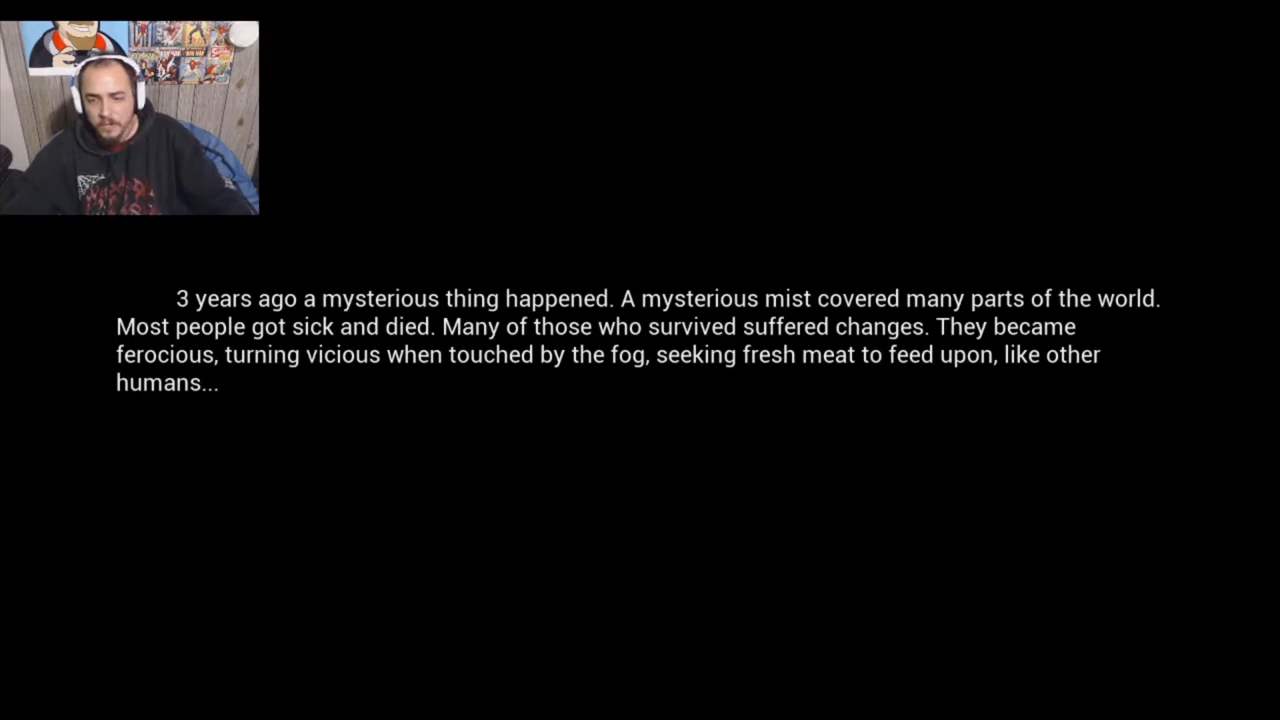 3 years ago a mysterious thing happened. A mysterious mist covered many parts of the world.
Most people got sick and died. Many of those who survived suffered changes. They became
ferocious, turning vicious when touched by the fog, seeking fresh meat to feed upon, like other
humans...